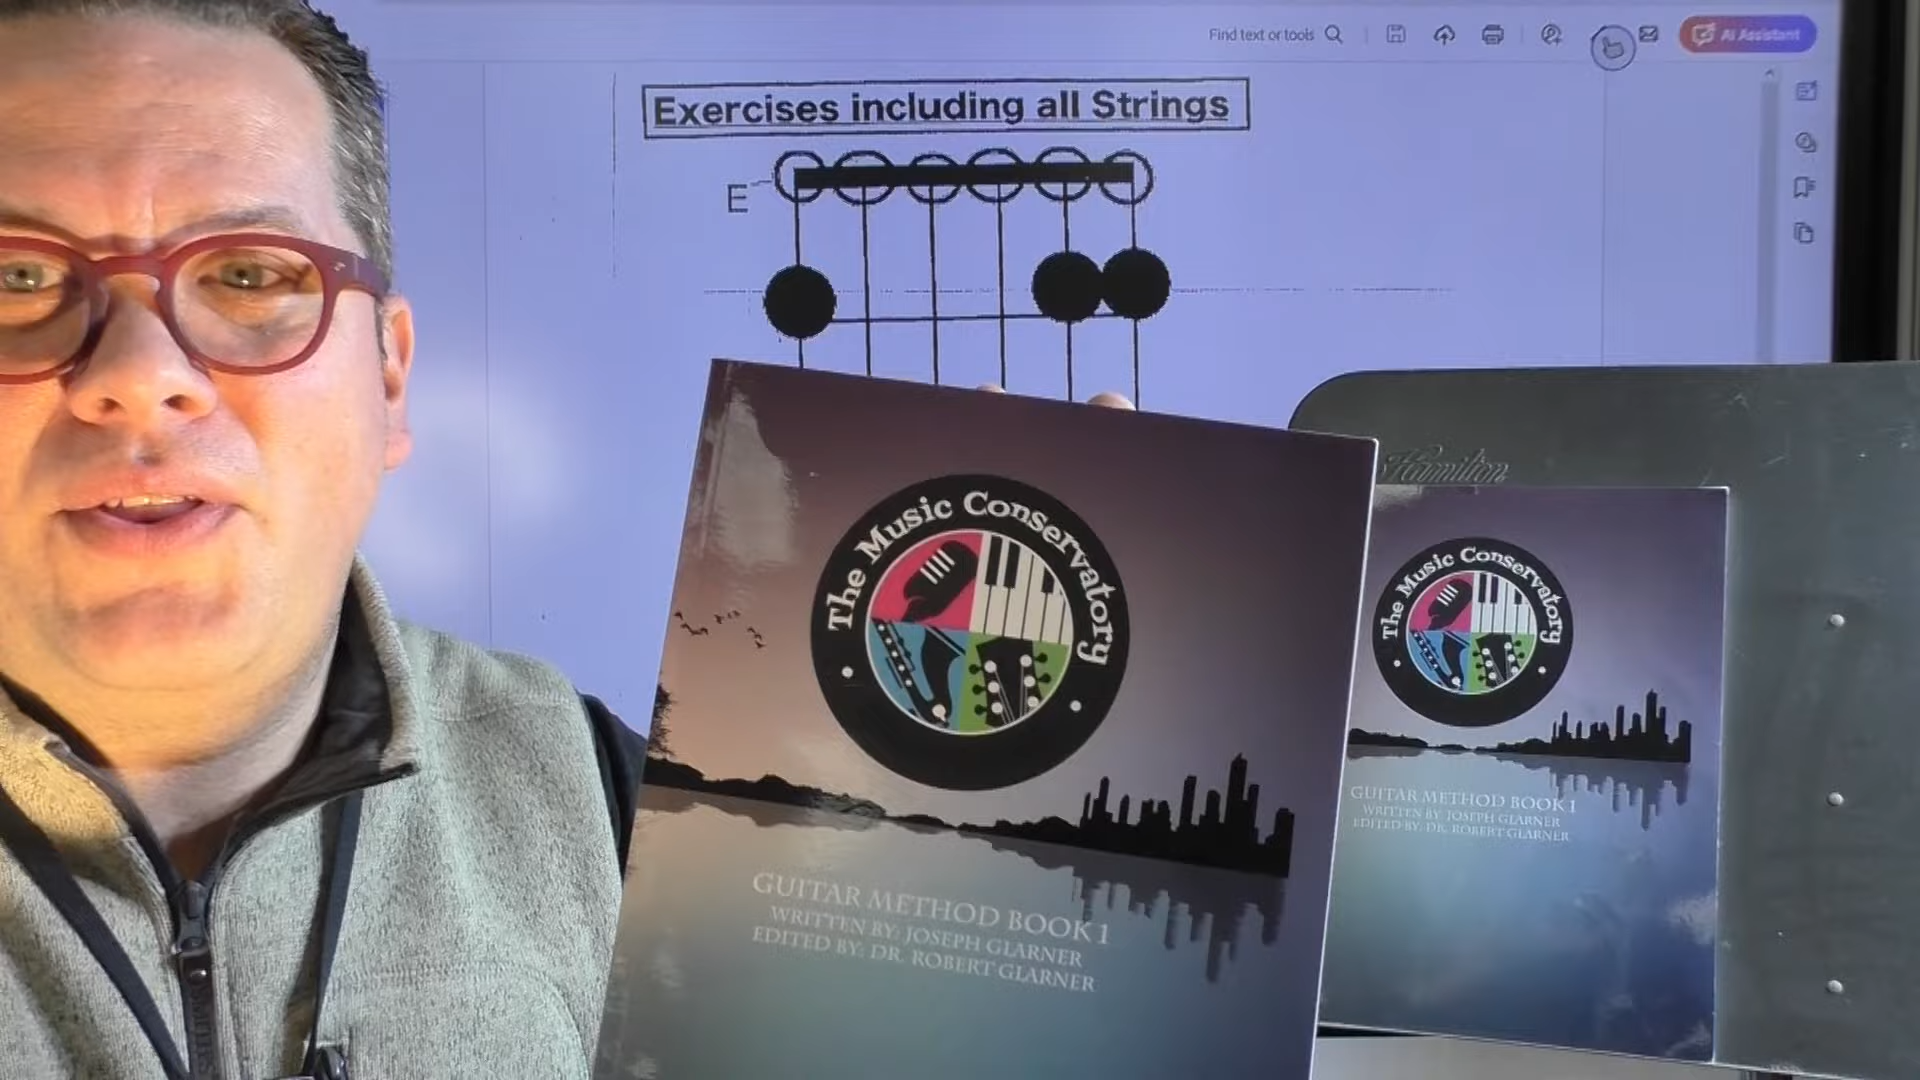 Find text or tools
AI Assistant
Exercises including all Strings
E
Hamilton
The Music Conservatory
GUITAR METHOD BOOK 1
WRITTEN BY: JOSEPH GLARNER
EDITED BY: DR. ROBERT GLARNER
The Music Conservatory
GUITAR METHOD BOOK 1
WRITTEN BY: JOSEPH GLARNER
EDITED BY: DR. ROBERT GLARNER